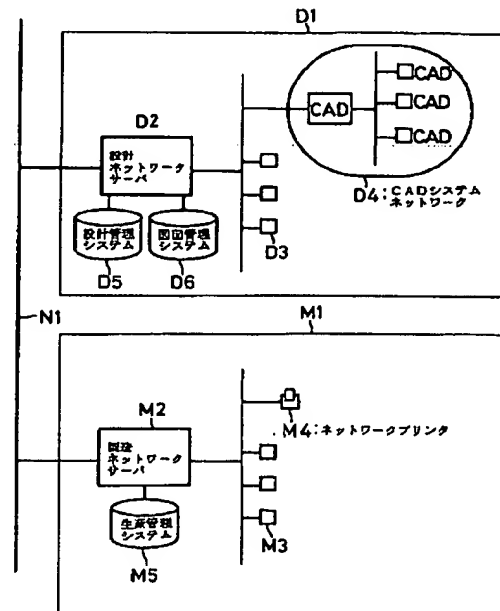 D1
D2
設計
ネットワーク
サーバ
CAD
CAD
CAD
CAD
D4:CADシステム
ネットワーク
設計管理
システム
図面管理
システム
D3
D5
D6
N1
M1
M2
製造
ネットワーク
サーバ
M4:ネットワークプリンタ
生産管理
システム
M3
M5